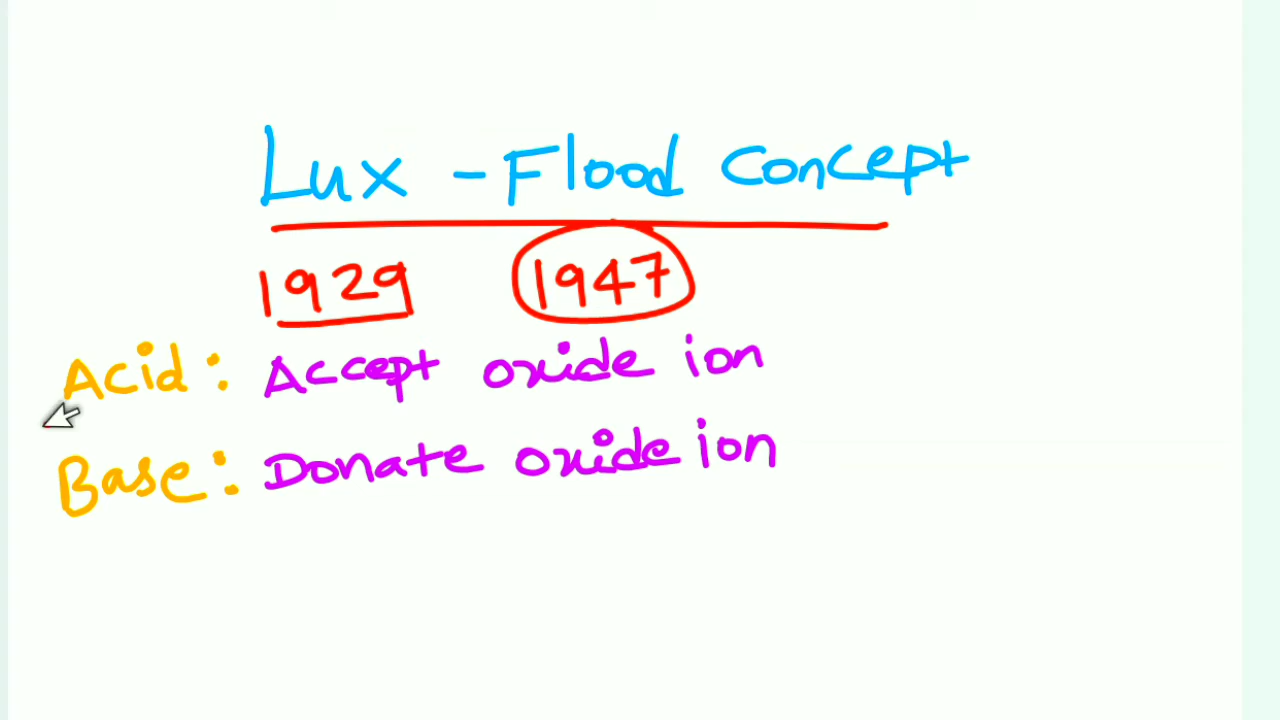 Lux - Flood Concept
1929 1947
Acid: Accept oxide ion
Base: Donate oxide ion